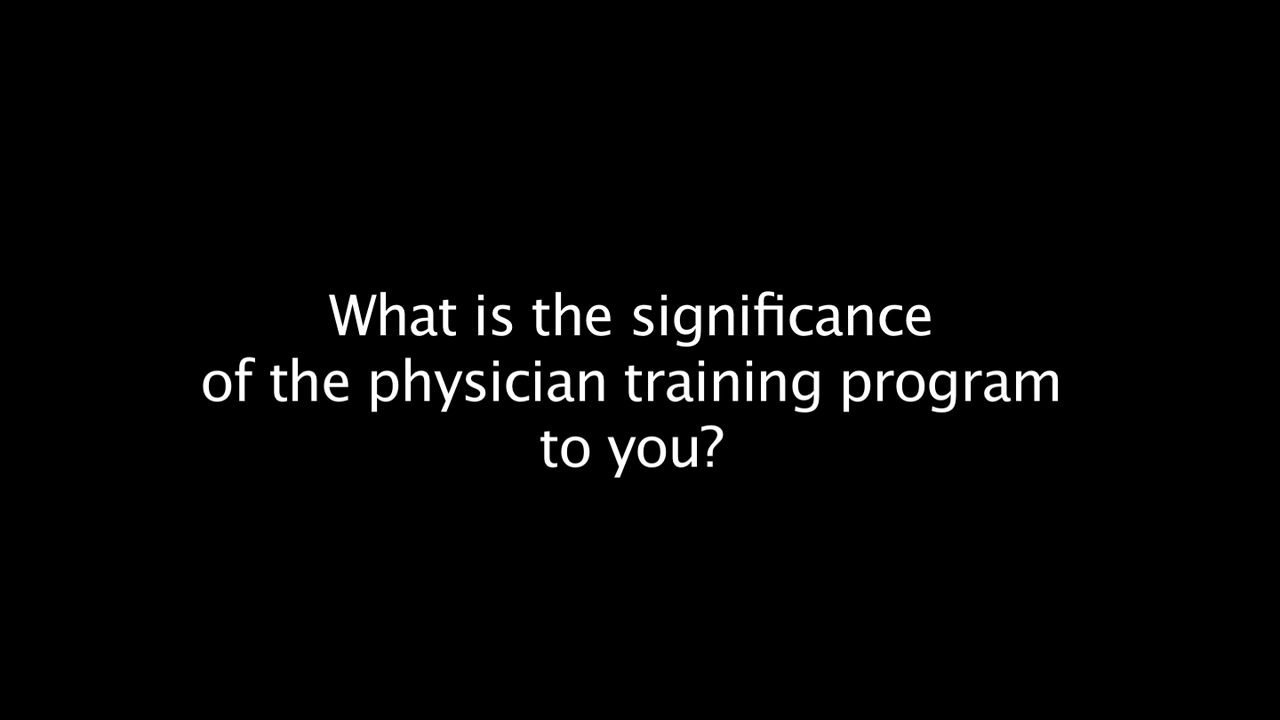 What is the significance
of the physician training program
to you?